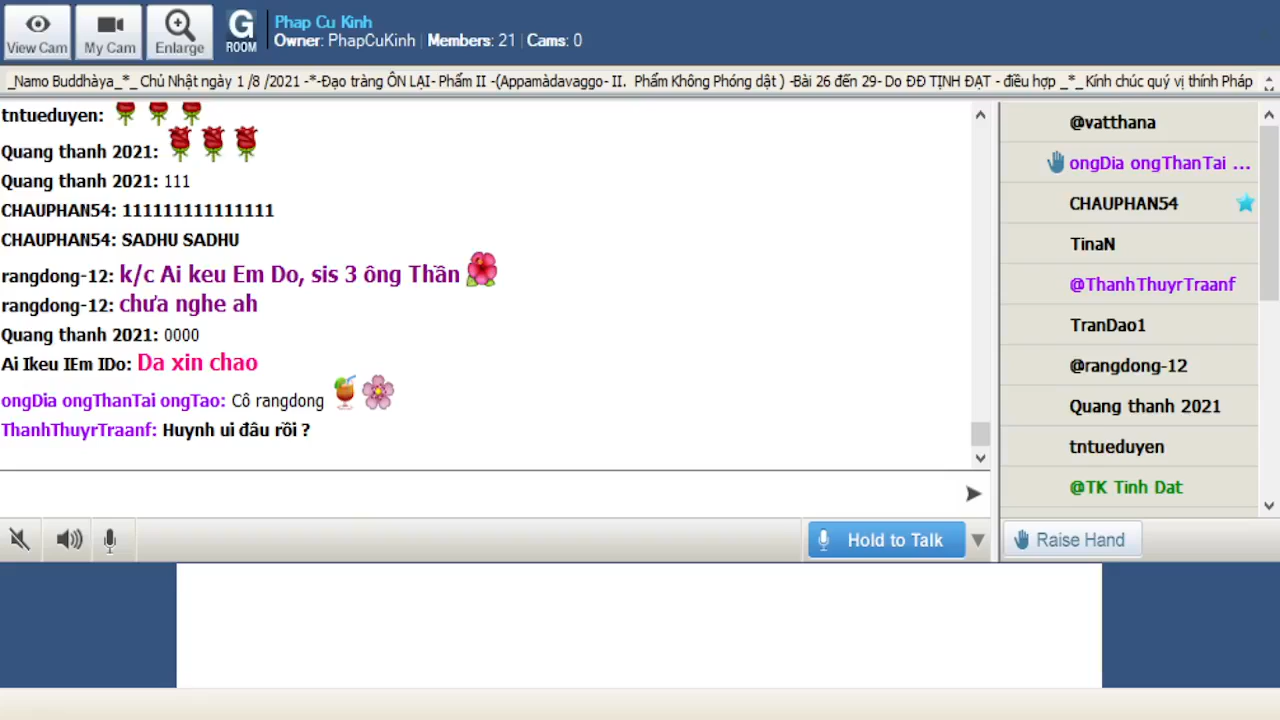 View Cam
My Cam
Enlarge
G
ROOM
Phap Cu Kinh
Owner: PhapCuKinh | Members: 21 | Cams: 0
_Namo Buddhàya_*_ Chủ Nhật ngày 1 /8 /2021 -*-Đạo tràng ÔN LẠI- Phẩm II -(Appamàdavaggo- II. Phẩm Không Phóng dật ) -Bài 26 đến 29- Do ĐĐ TỊNH ĐẠT - điều hợp _*_ Kính chúc quý vị thính Pháp
tntueduyen:
Quang thanh 2021:
Quang thanh 2021: 111
CHAUPHAN54: 111111111111111
CHAUPHAN54: SADHU SADHU
rangdong-12: k/c Ai keu Em Do, sis 3 ông Thần
rangdong-12: chưa nghe ah
Quang thanh 2021: 0000
Ai Ikeu IEm IDo: Da xin chao
ongDia ongThanTai ongTao: Cô rangdong
ThanhThuyrTraanf: Huynh ui đâu rồi ?
@vatthana
ongDia ongThanTai ...
CHAUPHAN54
TinaN
@ThanhThuyrTraanf
TranDao1
@rangdong-12
Quang thanh 2021
tntueduyen
@TK Tinh Dat
Hold to Talk
Raise Hand